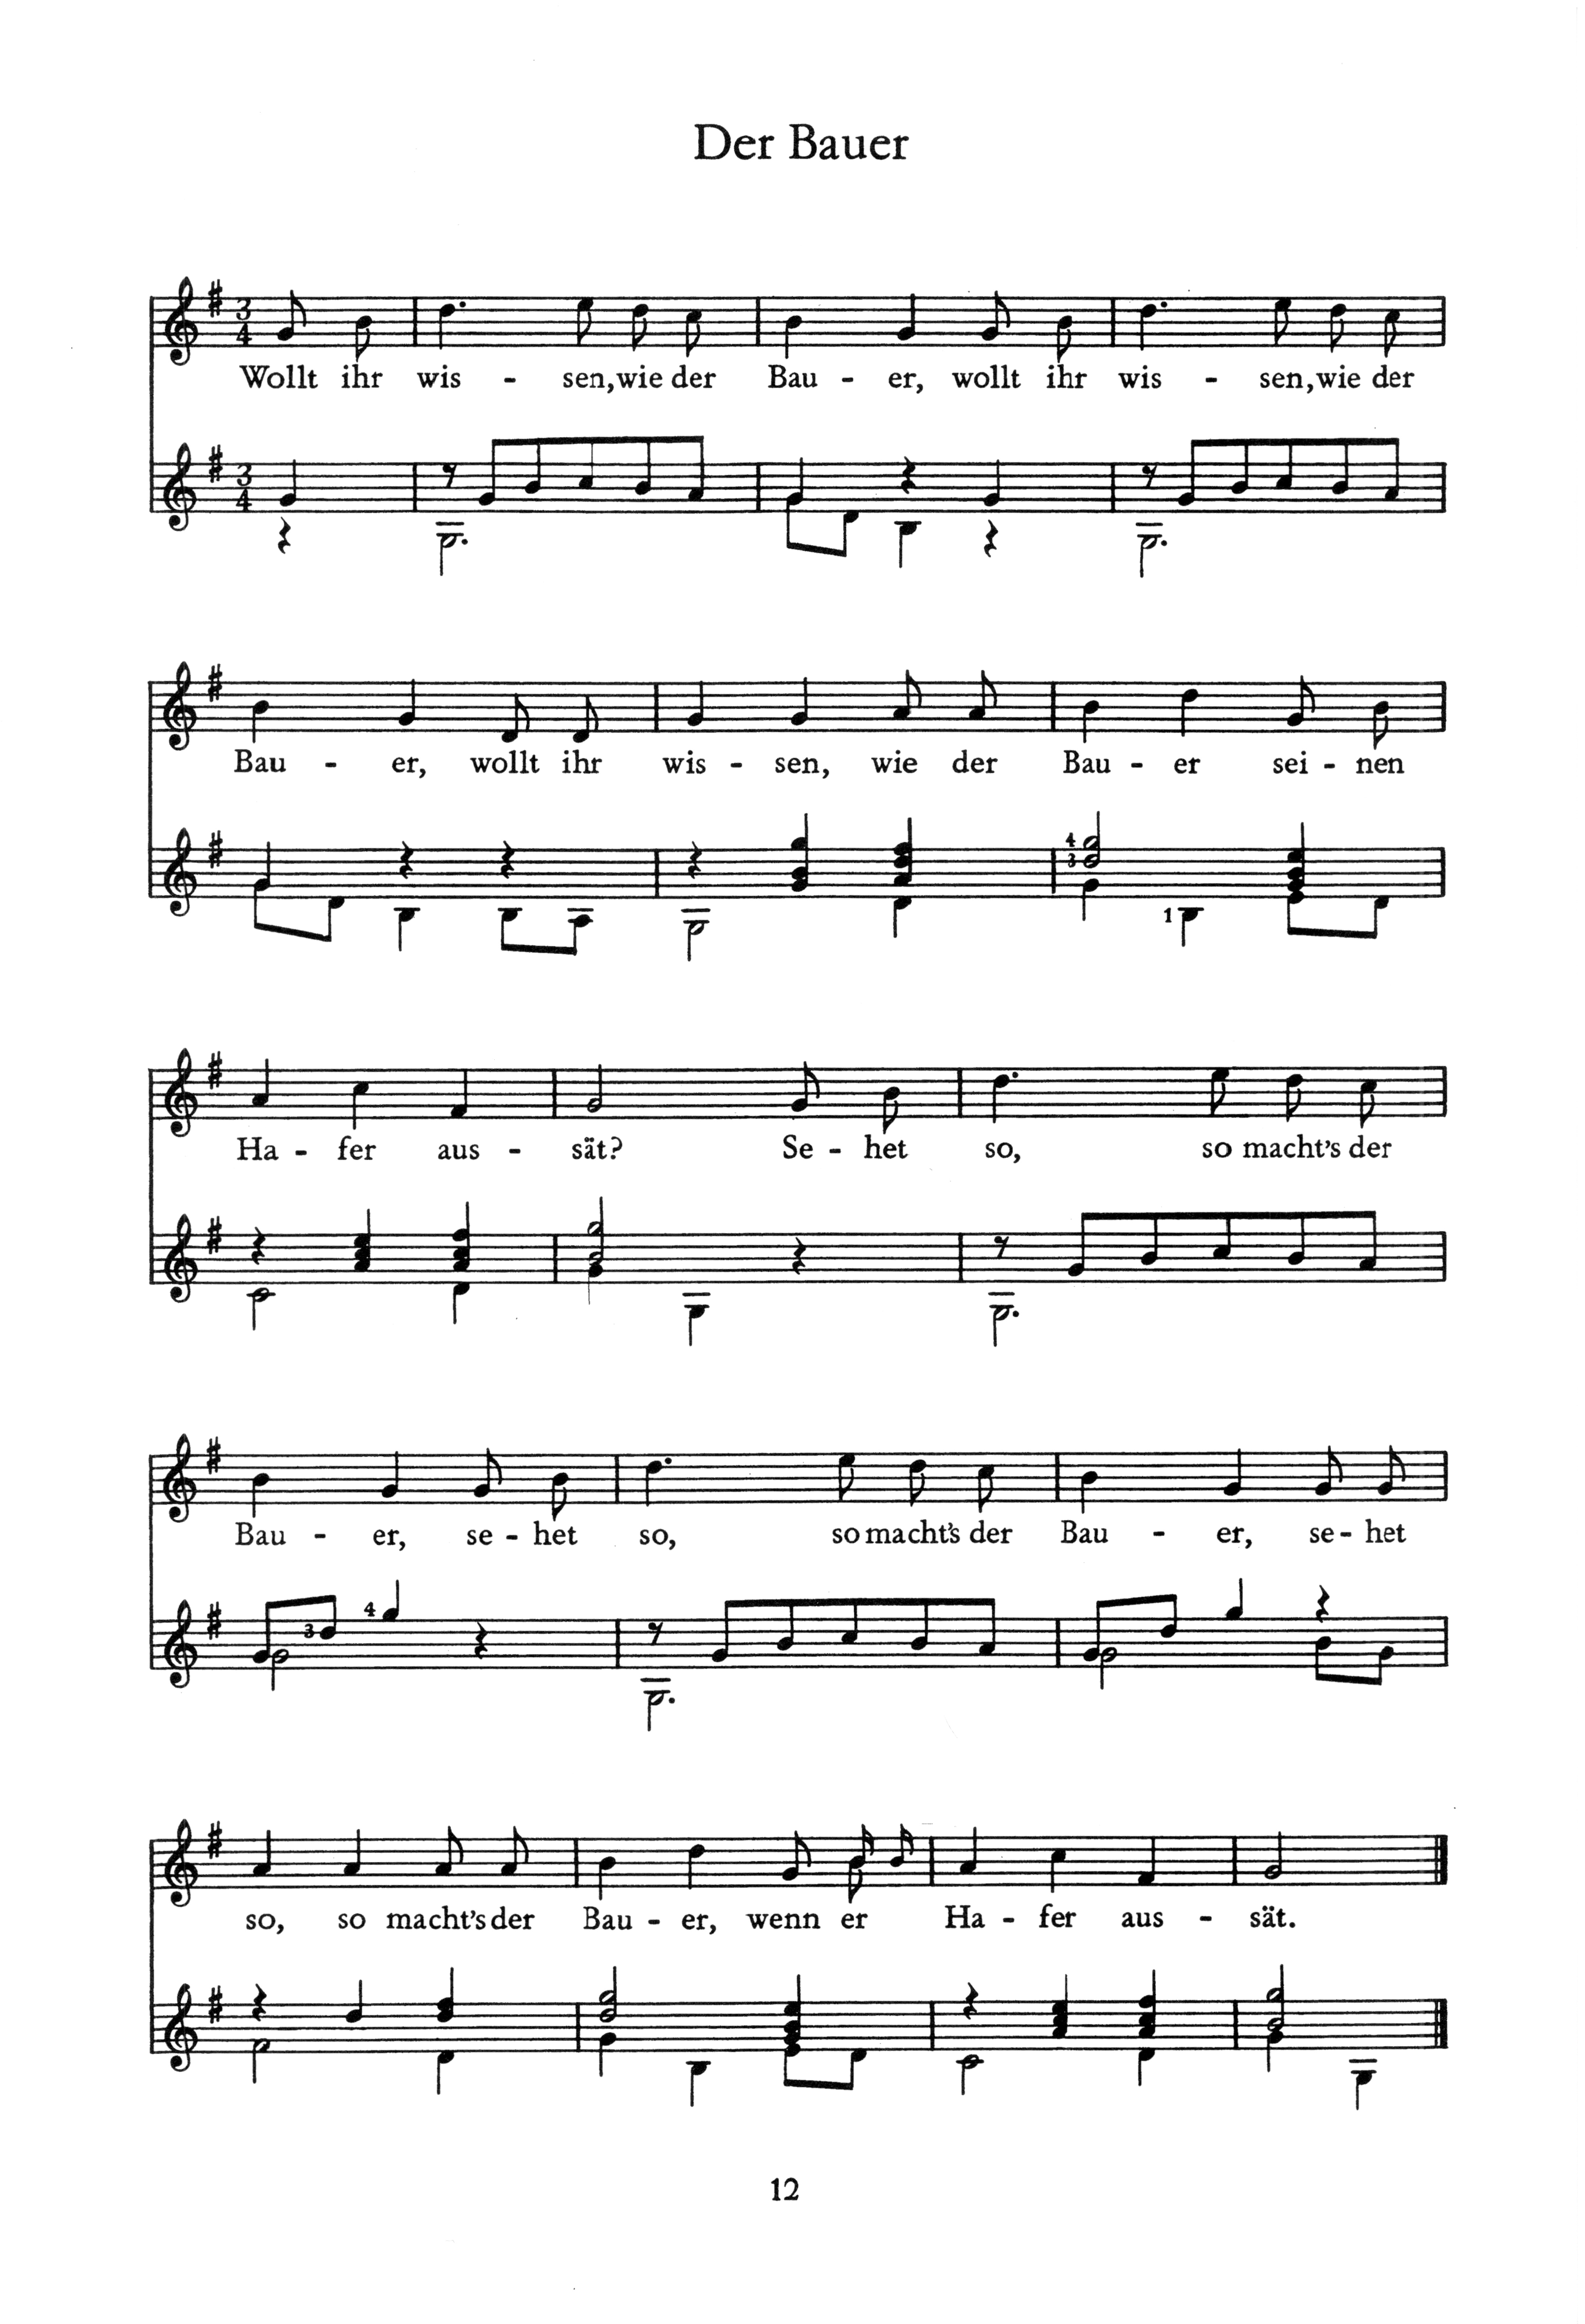 Der Bauer
3
4
Wollt ihr wis - sen, wie der Bau - er, wollt ihr wis - sen, wie der
3
4
Bau - er, wollt ihr wis - sen, wie der Bau - er sei - nen
4
3
1
Ha - fer aus - sät? Se - het so, so macht's der
Bau - er, se - het so, so macht's der Bau - er, se - het
3 4
so, so macht's der Bau - er, wenn er Ha - fer aus - sät.
12